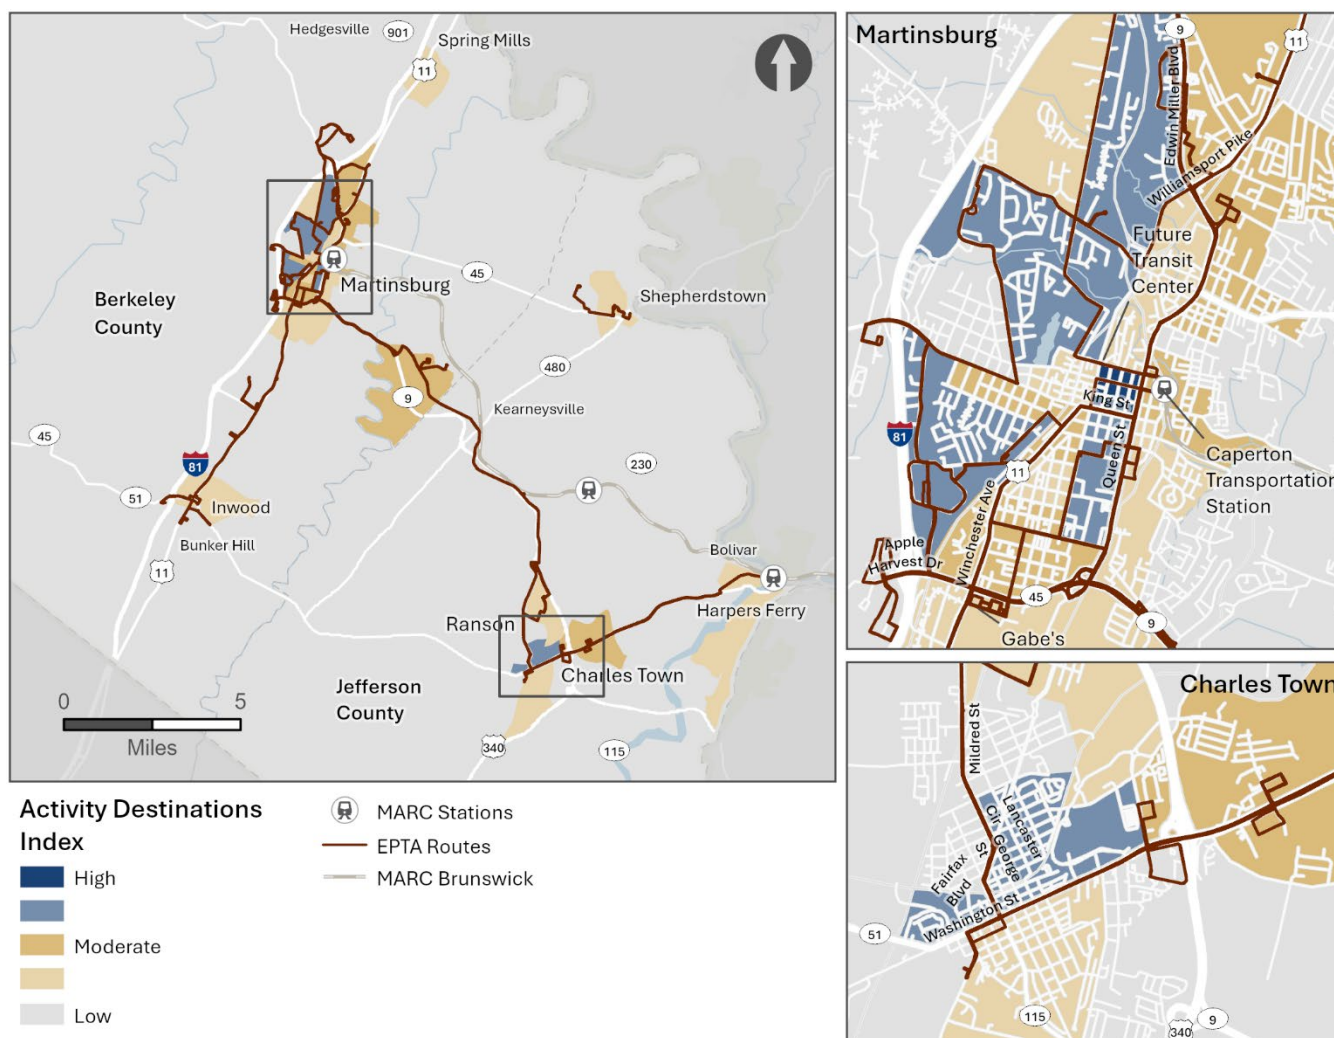 Hedgesville
901
Spring Mills
11
Berkeley
County
Martinsburg
45
Shepherdstown
480
9
Kearneysville
45
81
230
51
Inwood
Bunker Hill
11
Bolivar
Harpers Ferry
Ranson
Charles Town
Jefferson
County
0
5
Miles
340
115
Martinsburg
9
11
Edwin Miller Blvd
Williamsport Pike
Future
Transit
Center
King St
81
11
Queen St
Caperton
Transportation
Station
Winchester Ave
Apple
Harvest Dr
45
9
Gabe's
Charles Town
Mildred St
Lancaster
Cir
George
St
Fairfax
Blvd
Washington St
51
115
340
9
Activity Destinations
Index
High
Moderate
Low
MARC Stations
EPTA Routes
MARC Brunswick